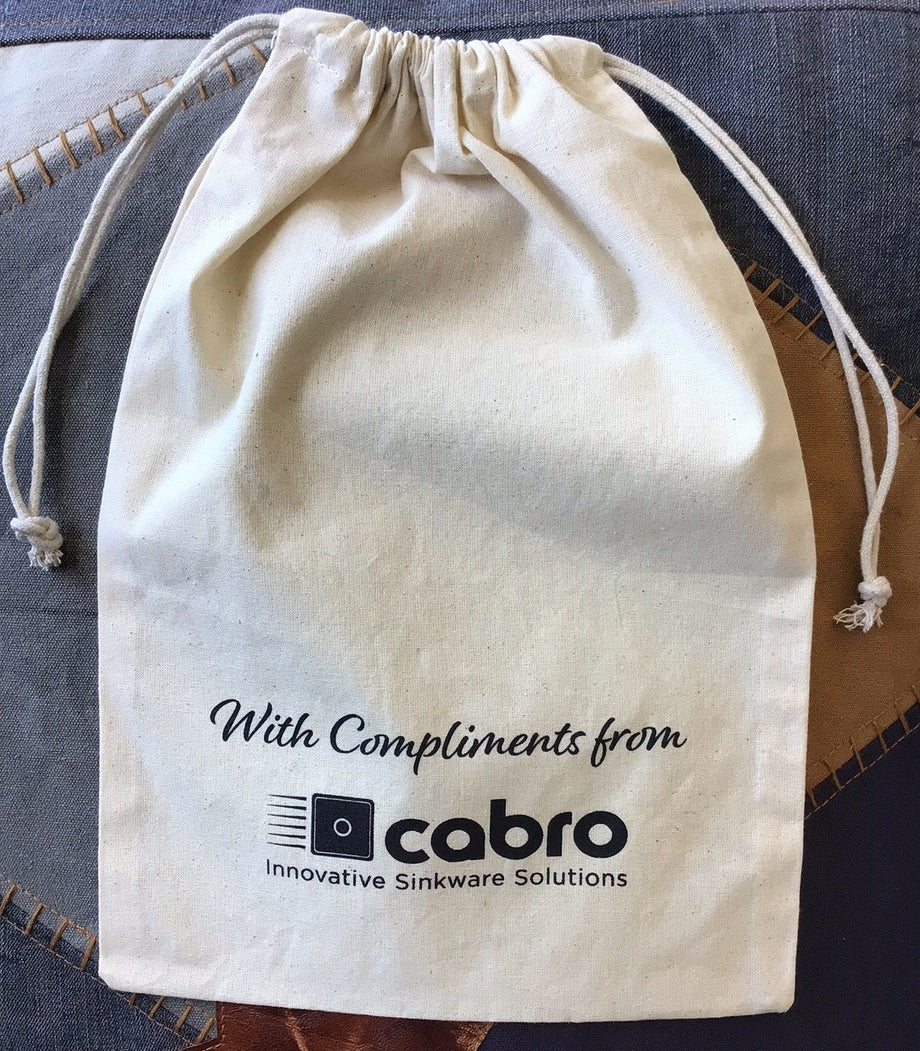 With Compliments from
cabro
Innovative Sinkware Solutions